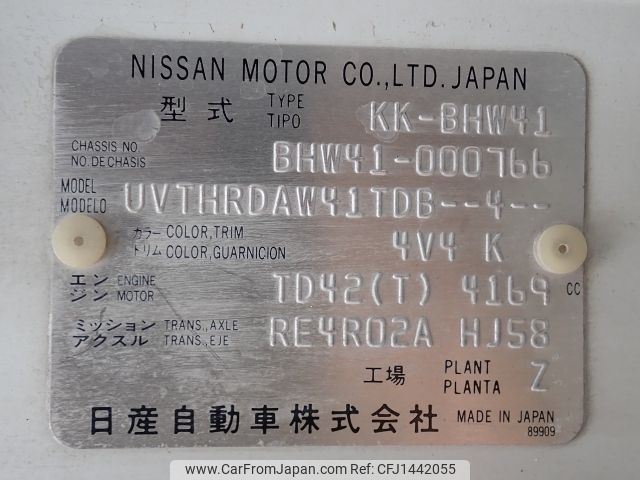 NISSAN MOTOR CO.,LTD. JAPAN
型式 TYPE TIPO KK-BHW41
CHASSIS NO. NO. DE CHASIS BHW41-000766
MODEL MODELO UVTHRDAW41TDB--4--
カラー COLOR,TRIM
トリム COLOR,GUARNICION 4V4 K
エンジン ENGINE MOTOR TD42(T) 4169 CC
ミッション TRANS.,AXLE
アクスル TRANS.,EJE RE4R02A HJ58
工場 PLANT PLANTA Z
日産自動車株式会社 MADE IN JAPAN
89909
www.CarFromJapan.com - CFJ1442055